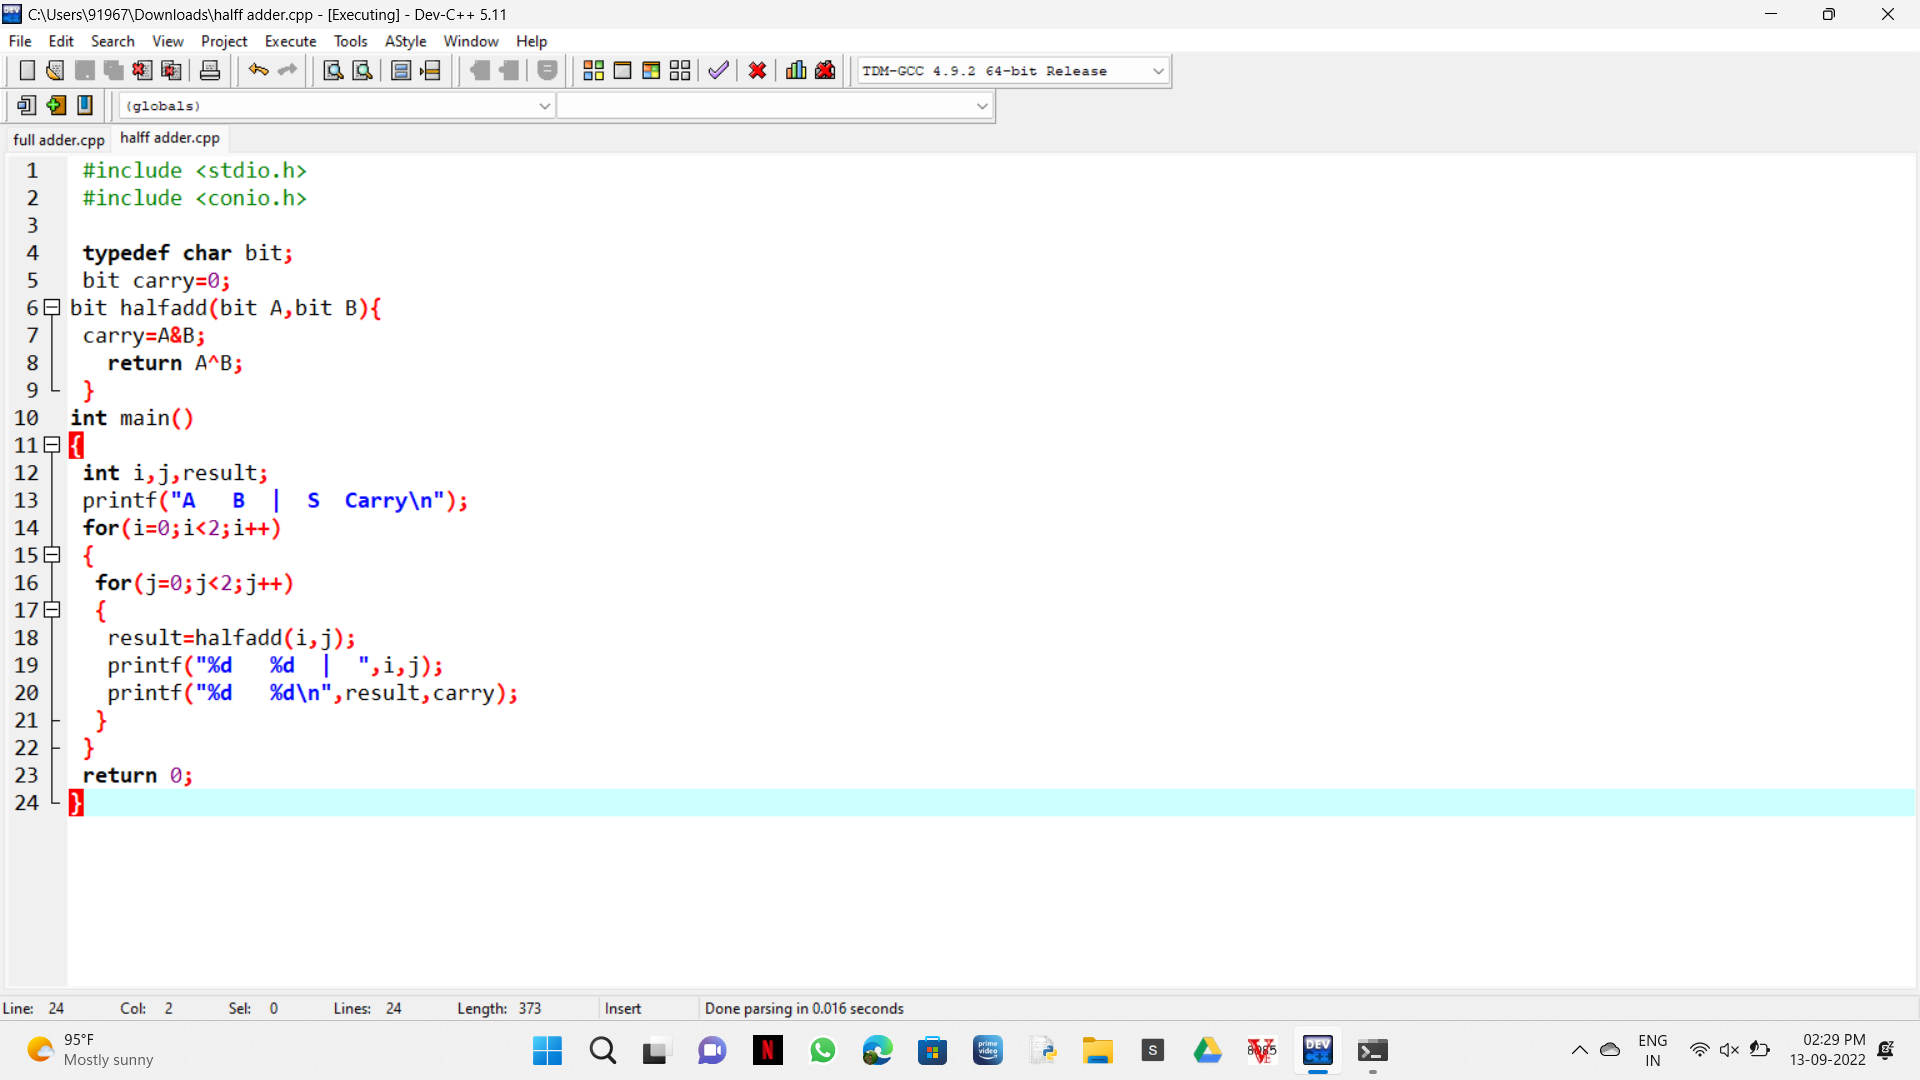 C:\Users\91967\Downloads\halff adder.cpp - [Executing] - Dev-C++ 5.11
File Edit Search View Project Execute Tools AStyle Window Help
TDM-GCC 4.9.2 64-bit Release
(globals)
full adder.cpp halff adder.cpp
1 #include <stdio.h>
2 #include <conio.h>
3
4 typedef char bit;
5 bit carry=0;
6 bit halfadd(bit A,bit B){
7 carry=A&B;
8 return A^B;
9 }
10 int main()
11 {
12 int i,j,result;
13 printf("A   B  |  S  Carry\n");
14 for(i=0;i<2;i++)
15 {
16 for(j=0;j<2;j++)
17 {
18 result=halfadd(i,j);
19 printf("%d   %d  |  ",i,j);
20 printf("%d   %d\n",result,carry);
21 }
22 }
23 return 0;
24 }
Line: 24 Col: 2 Sel: 0 Lines: 24 Length: 373 Insert Done parsing in 0.016 seconds
95°F
Mostly sunny
DEV
N
prime video
S
8085
DEV C++
ENG
IN
02:29 PM
13-09-2022